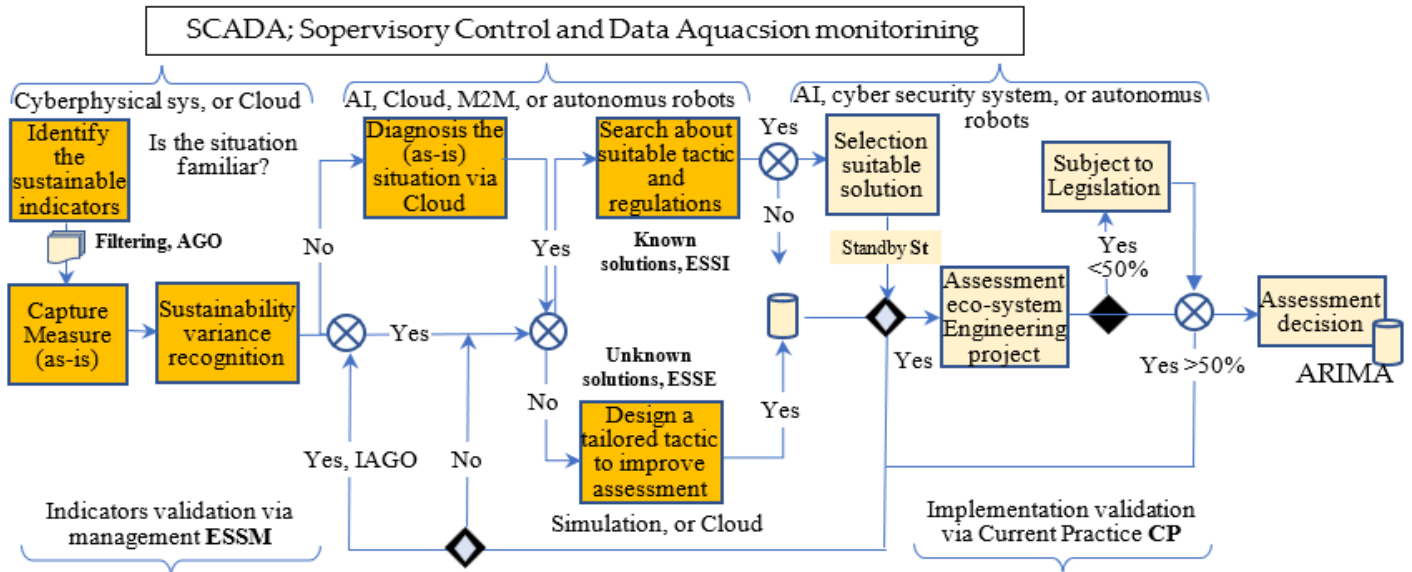 SCADA; Sopervisory Control and Data Aquacsion monitorining
Cyberphysical sys, or Cloud
AI, Cloud, M2M, or autonomus robots
AI, cyber security system, or autonomus
robots
Identify
the
sustainable
indicators
Is the situation
familiar?
Diagnosis the
(as-is)
situation via
Cloud
Search about
suitable tactic
and
regulations
Yes
No
Selection
suitable
solution
Subject to
Legislation
Filtering, AGO
No
Yes
Known
solutions, ESSI
Standby St
Yes
<50%
Capture
Measure
(as-is)
Sustainability
variance
recognition
Yes
Assessment
eco-system
Engineering
project
Yes
Assessment
decision
ARIMA
Yes >50%
Unknown
solutions, ESSE
No
Design a
tailored tactic
to improve
assessment
Yes
Yes, IAGO
No
Simulation, or Cloud
Indicators validation via
management ESSM
Implementation validation
via Current Practice CP